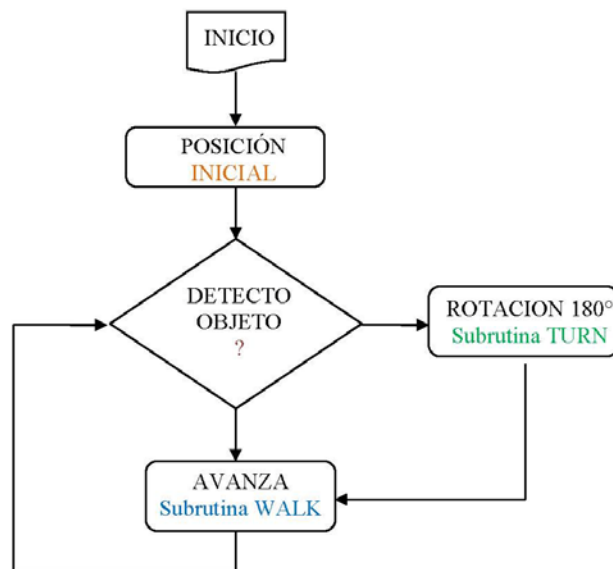 INICIO
POSICIÓN
INICIAL
DETECTO
OBJETO
?
ROTACION 180°
Subrutina TURN
AVANZA
Subrutina WALK